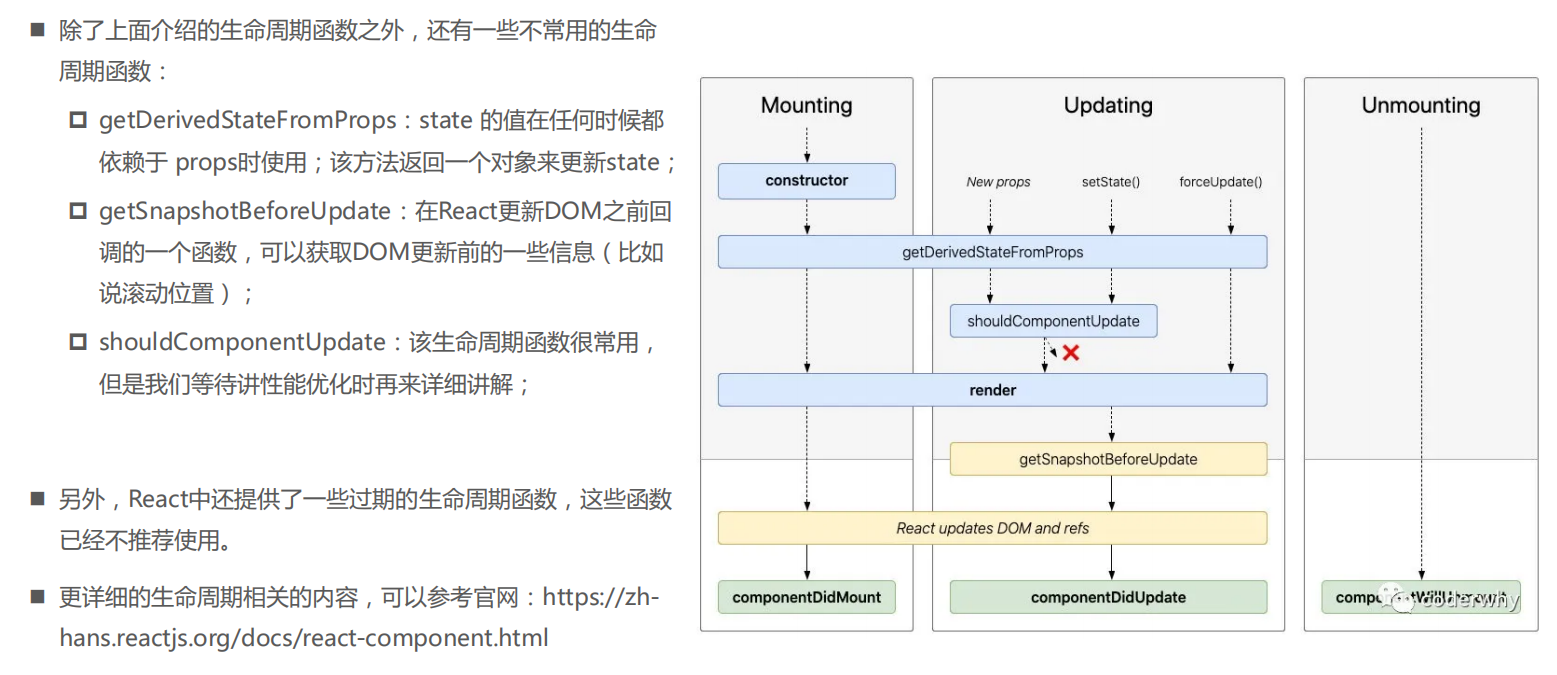 除了上面介绍的生命周期函数之外，还有一些不常用的生命
周期函数：
getDerivedStateFromProps：state 的值在任何时候都
依赖于 props时使用；该方法返回一个对象来更新state；
getSnapshotBeforeUpdate：在React更新DOM之前回
调的一个函数，可以获取DOM更新前的一些信息（比如
说滚动位置）；
shouldComponentUpdate：该生命周期函数很常用，
但是我们等待讲性能优化时再来详细讲解；
另外，React中还提供了一些过期的生命周期函数，这些函数
已经不推荐使用。
更详细的生命周期相关的内容，可以参考官网：https://zh-
hans.reactjs.org/docs/react-component.html
Mounting
Updating
Unmounting
constructor
New props
setState()
forceUpdate()
getDerivedStateFromProps
shouldComponentUpdate
render
getSnapshotBeforeUpdate
React updates DOM and refs
componentDidMount
componentDidUpdate
coderwhy